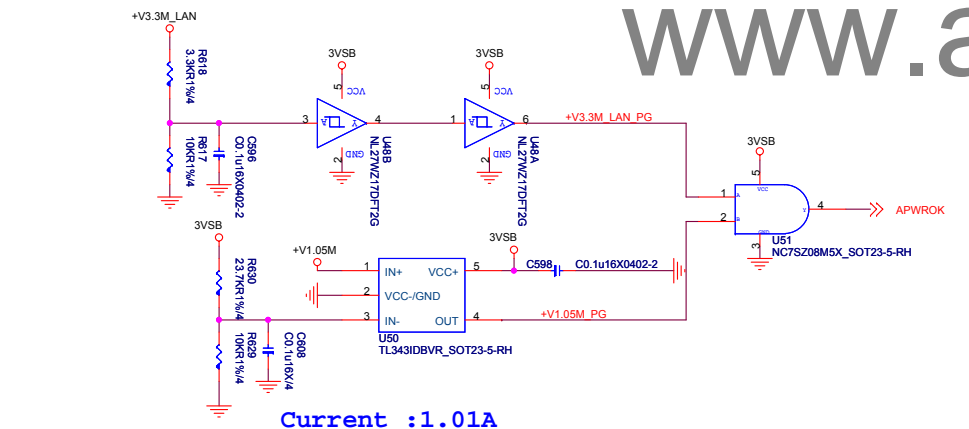 +V3.3M_LAN
www.a
R618
3.3KR1%/4
3VSB
3VSB
5
VCC
5
VCC
3
A
Y
4
1
A
Y
6
+V3.3M_LAN_PG
2
GND
2
GND
U48B
NL27WZ17DFT2G
U48A
NL27WZ17DFT2G
C596
C0.1u16X0402-2
R617
10KR1%/4
3VSB
5
VCC
1
A
2
B
Y
4
APWROK
GND
3
U51
NC7SZ08M5X_SOT23-5-RH
3VSB
R630
23.7KR1%/4
+V1.05M
3VSB
1
IN+
VCC+
5
C598
C0.1u16X0402-2
2
VCC-/GND
3
IN-
OUT
4
+V1.05M_PG
U50
TL343IDBVR_SOT23-5-RH
R629
10KR1%/4
C608
C0.1u16X/4
Current :1.01A